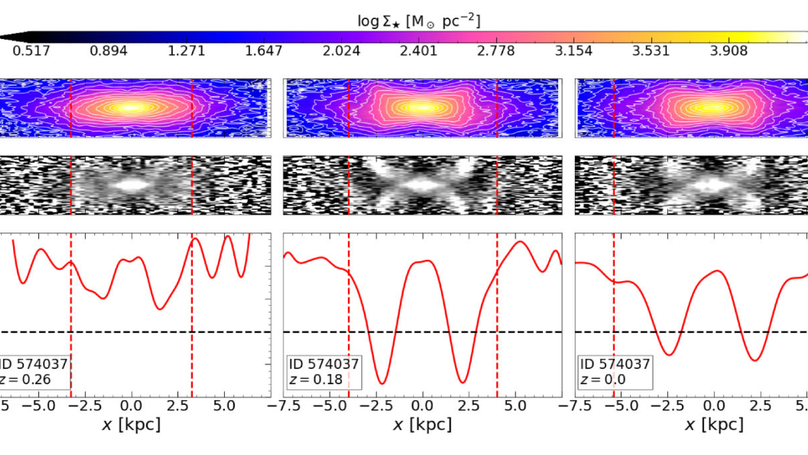 log Σ⋆ [M⊙ pc⁻²]
0.517 0.894 1.271 1.647 2.024 2.401 2.778 3.154 3.531 3.908
ID 574037
z = 0.26
ID 574037
z = 0.18
ID 574037
z = 0.0
−5.0 −2.5 0.0 2.5 5.0
−7.5 −5.0 −2.5 0.0 2.5 5.0
−7.5 −5.0 −2.5 0.0 2.5
x [kpc] x [kpc] x [kpc]